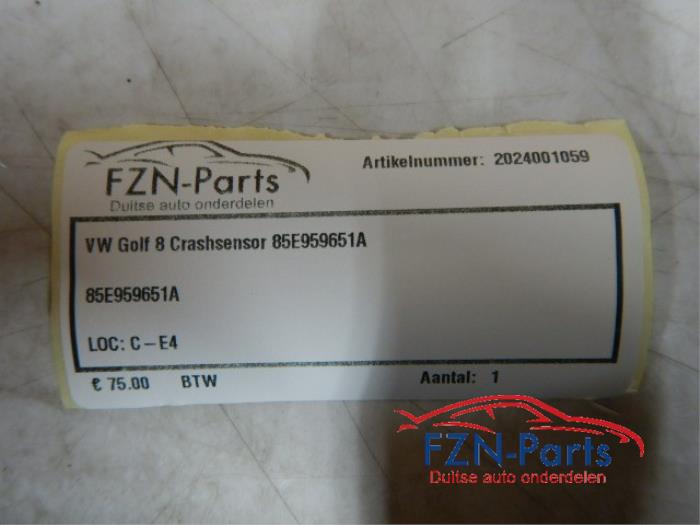 FZN-Parts
Duitse auto onderdelen
Artikelnummer: 2024001059
VW Golf 8 Crashsensor 85E959651A
85E959651A
LOC: C - E4
€ 75.00 BTW Aantal: 1
FZN-Parts
Duitse auto onderdelen